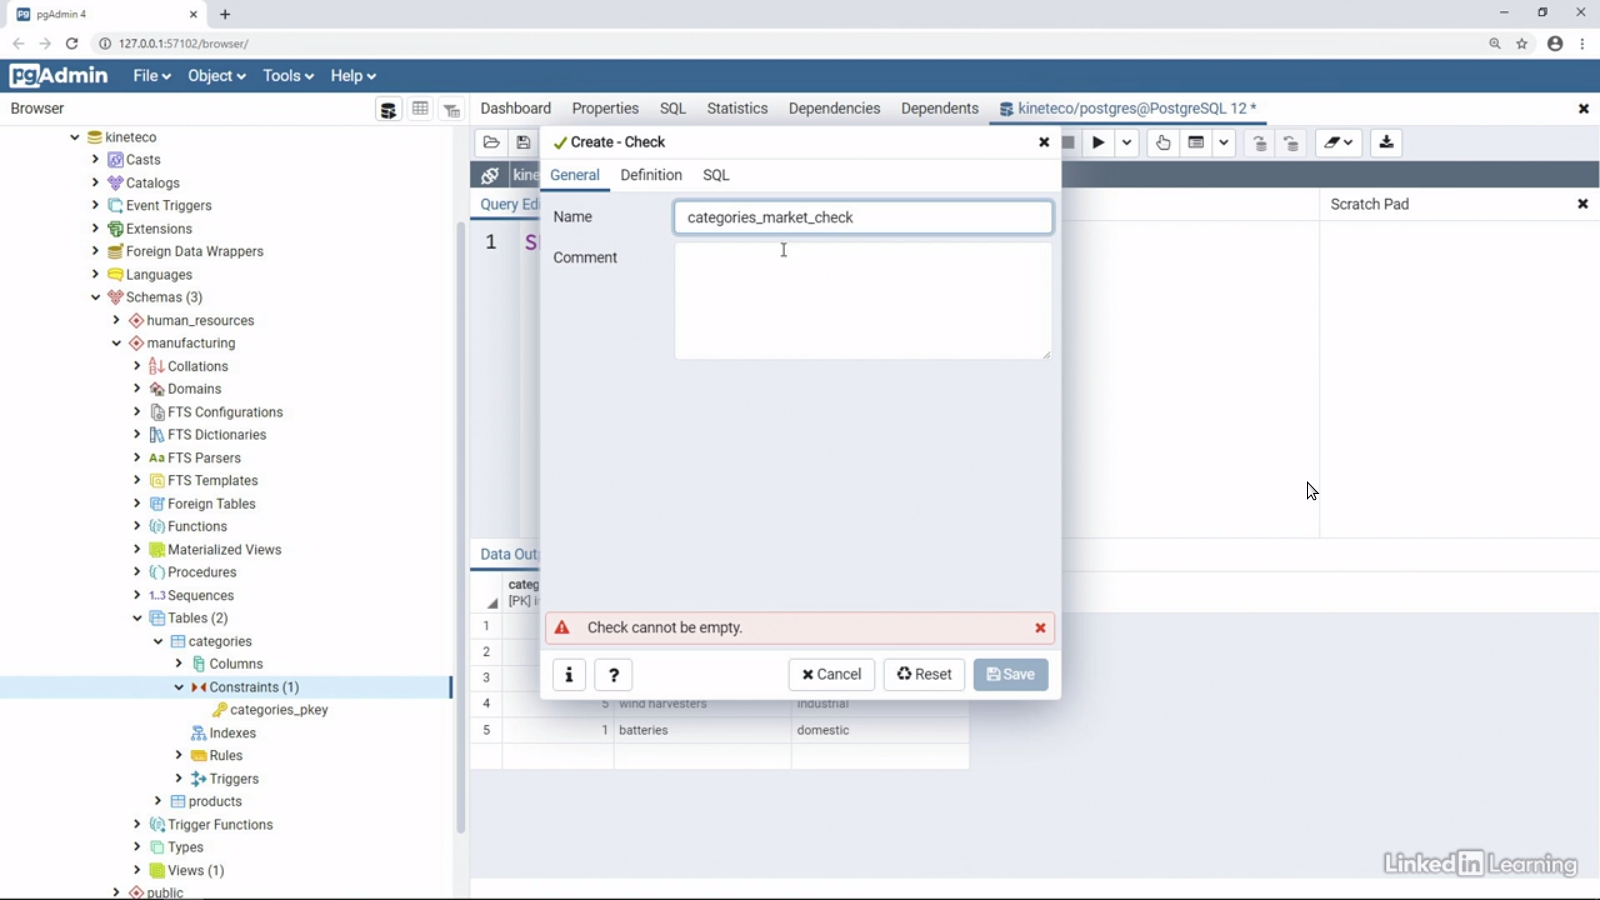 pgAdmin 4
127.0.0.1:57102/browser/
pgAdmin File Object Tools Help
Browser
Dashboard Properties SQL Statistics Dependencies Dependents kineteco/postgres@PostgreSQL 12 *
kineteco
Casts
Catalogs
Event Triggers
Extensions
Foreign Data Wrappers
Languages
Schemas (3)
human_resources
manufacturing
Collations
Domains
FTS Configurations
FTS Dictionaries
Aa FTS Parsers
FTS Templates
Foreign Tables
Functions
Materialized Views
Procedures
1..3 Sequences
Tables (2)
categories
Columns
Constraints (1)
categories_pkey
Indexes
Rules
Triggers
products
Trigger Functions
Types
Views (1)
public
kine
Query Ed
Scratch Pad
1 S
Create - Check
General Definition SQL
Name categories_market_check
Comment
Check cannot be empty.
i ? Cancel Reset Save
Data Out
categ
[PK] i
1
2
3
4 5 wind harvesters industrial
5 1 batteries domestic
Linked in Learning